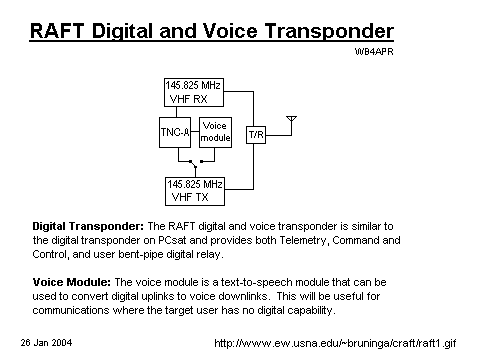 RAFT Digital and Voice Transponder
WB4APR
145.825 MHz
VHF RX
TNC-A
Voice
module
T/R
145.825 MHz
VHF TX
Digital Transponder: The RAFT digital and voice transponder is similar to
the digital transponder on PCsat and provides both Telemetry, Command and
Control, and user bent-pipe digital relay.
Voice Module: The voice module is a text-to-speech module that can be
used to convert digital uplinks to voice downlinks. This will be useful for
communications where the target user has no digital capability.
26 Jan 2004
http://www.ew.usna.edu/~bruninga/craft/raft1.gif